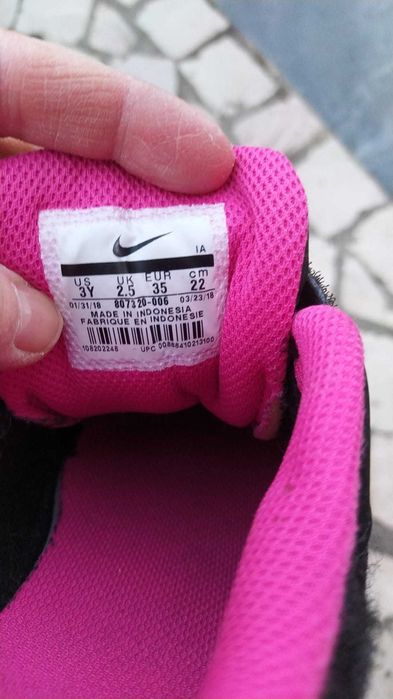 IA
US UK EUR cm
3Y 2.5 35 22
01/31/18 807320-006 03/23/18
MADE IN INDONESIA
FABRIQUE EN INDONESIE
108202248 UPC 00888410213100